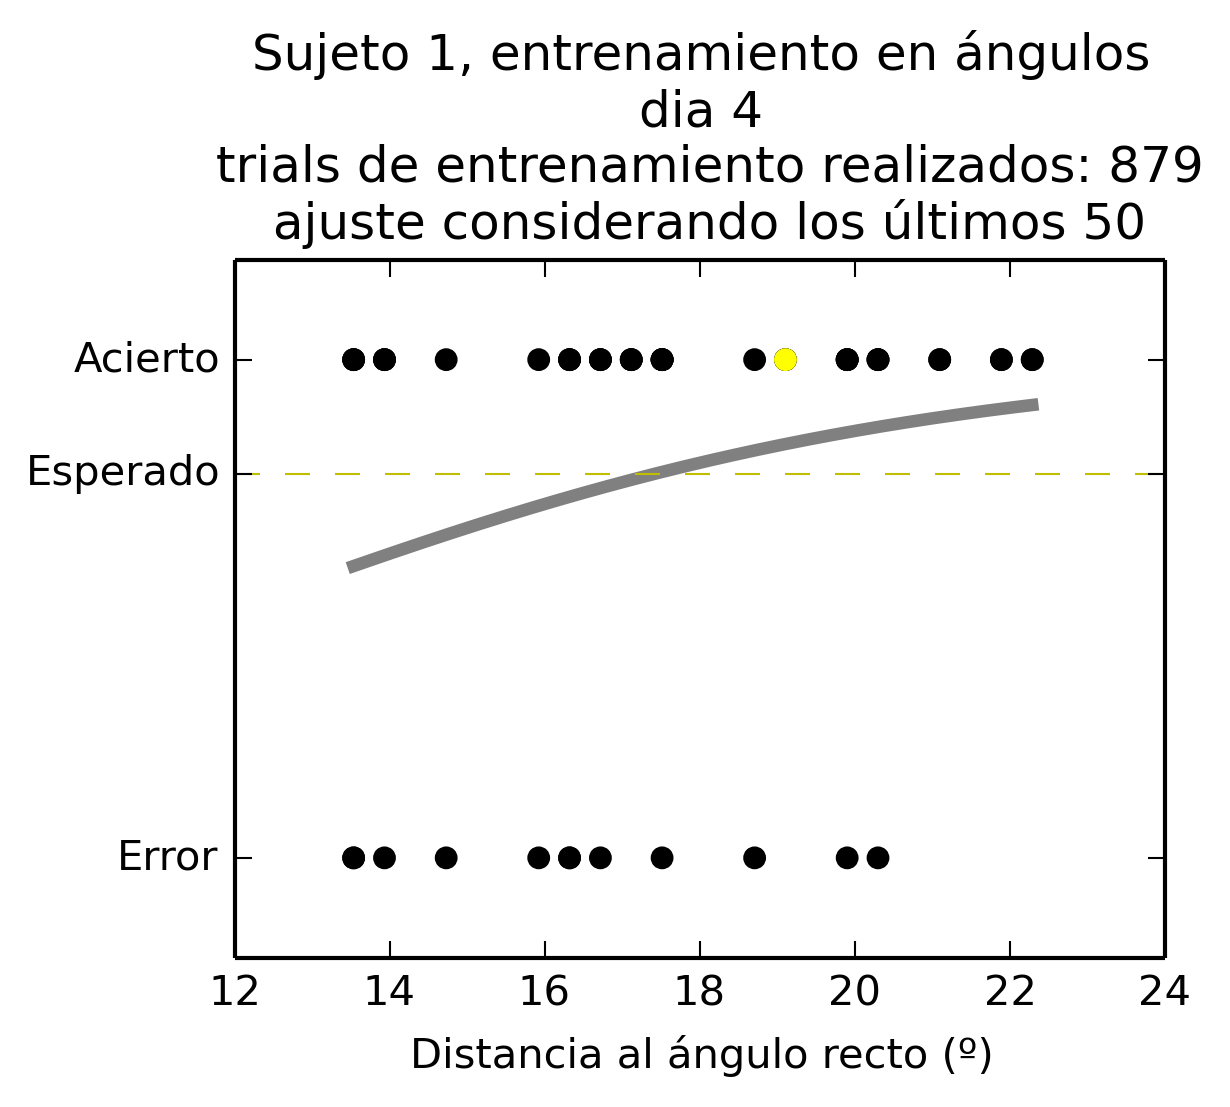 Sujeto 1, entrenamiento en ángulos
dia 4
trials de entrenamiento realizados: 879
ajuste considerando los últimos 50
Acierto
Esperado
Error
12 14 16 18 20 22 24
Distancia al ángulo recto (º)